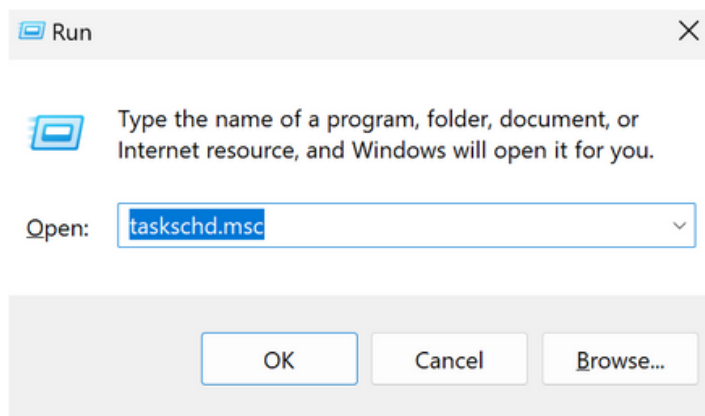 Run
Type the name of a program, folder, document, or
Internet resource, and Windows will open it for you.
Open: taskschd.msc
OK Cancel Browse...